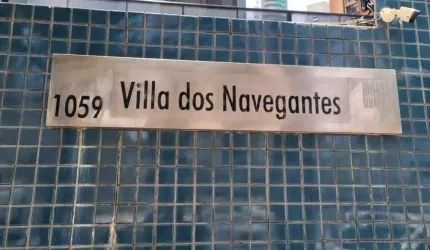 1059 Villa dos Navegantes